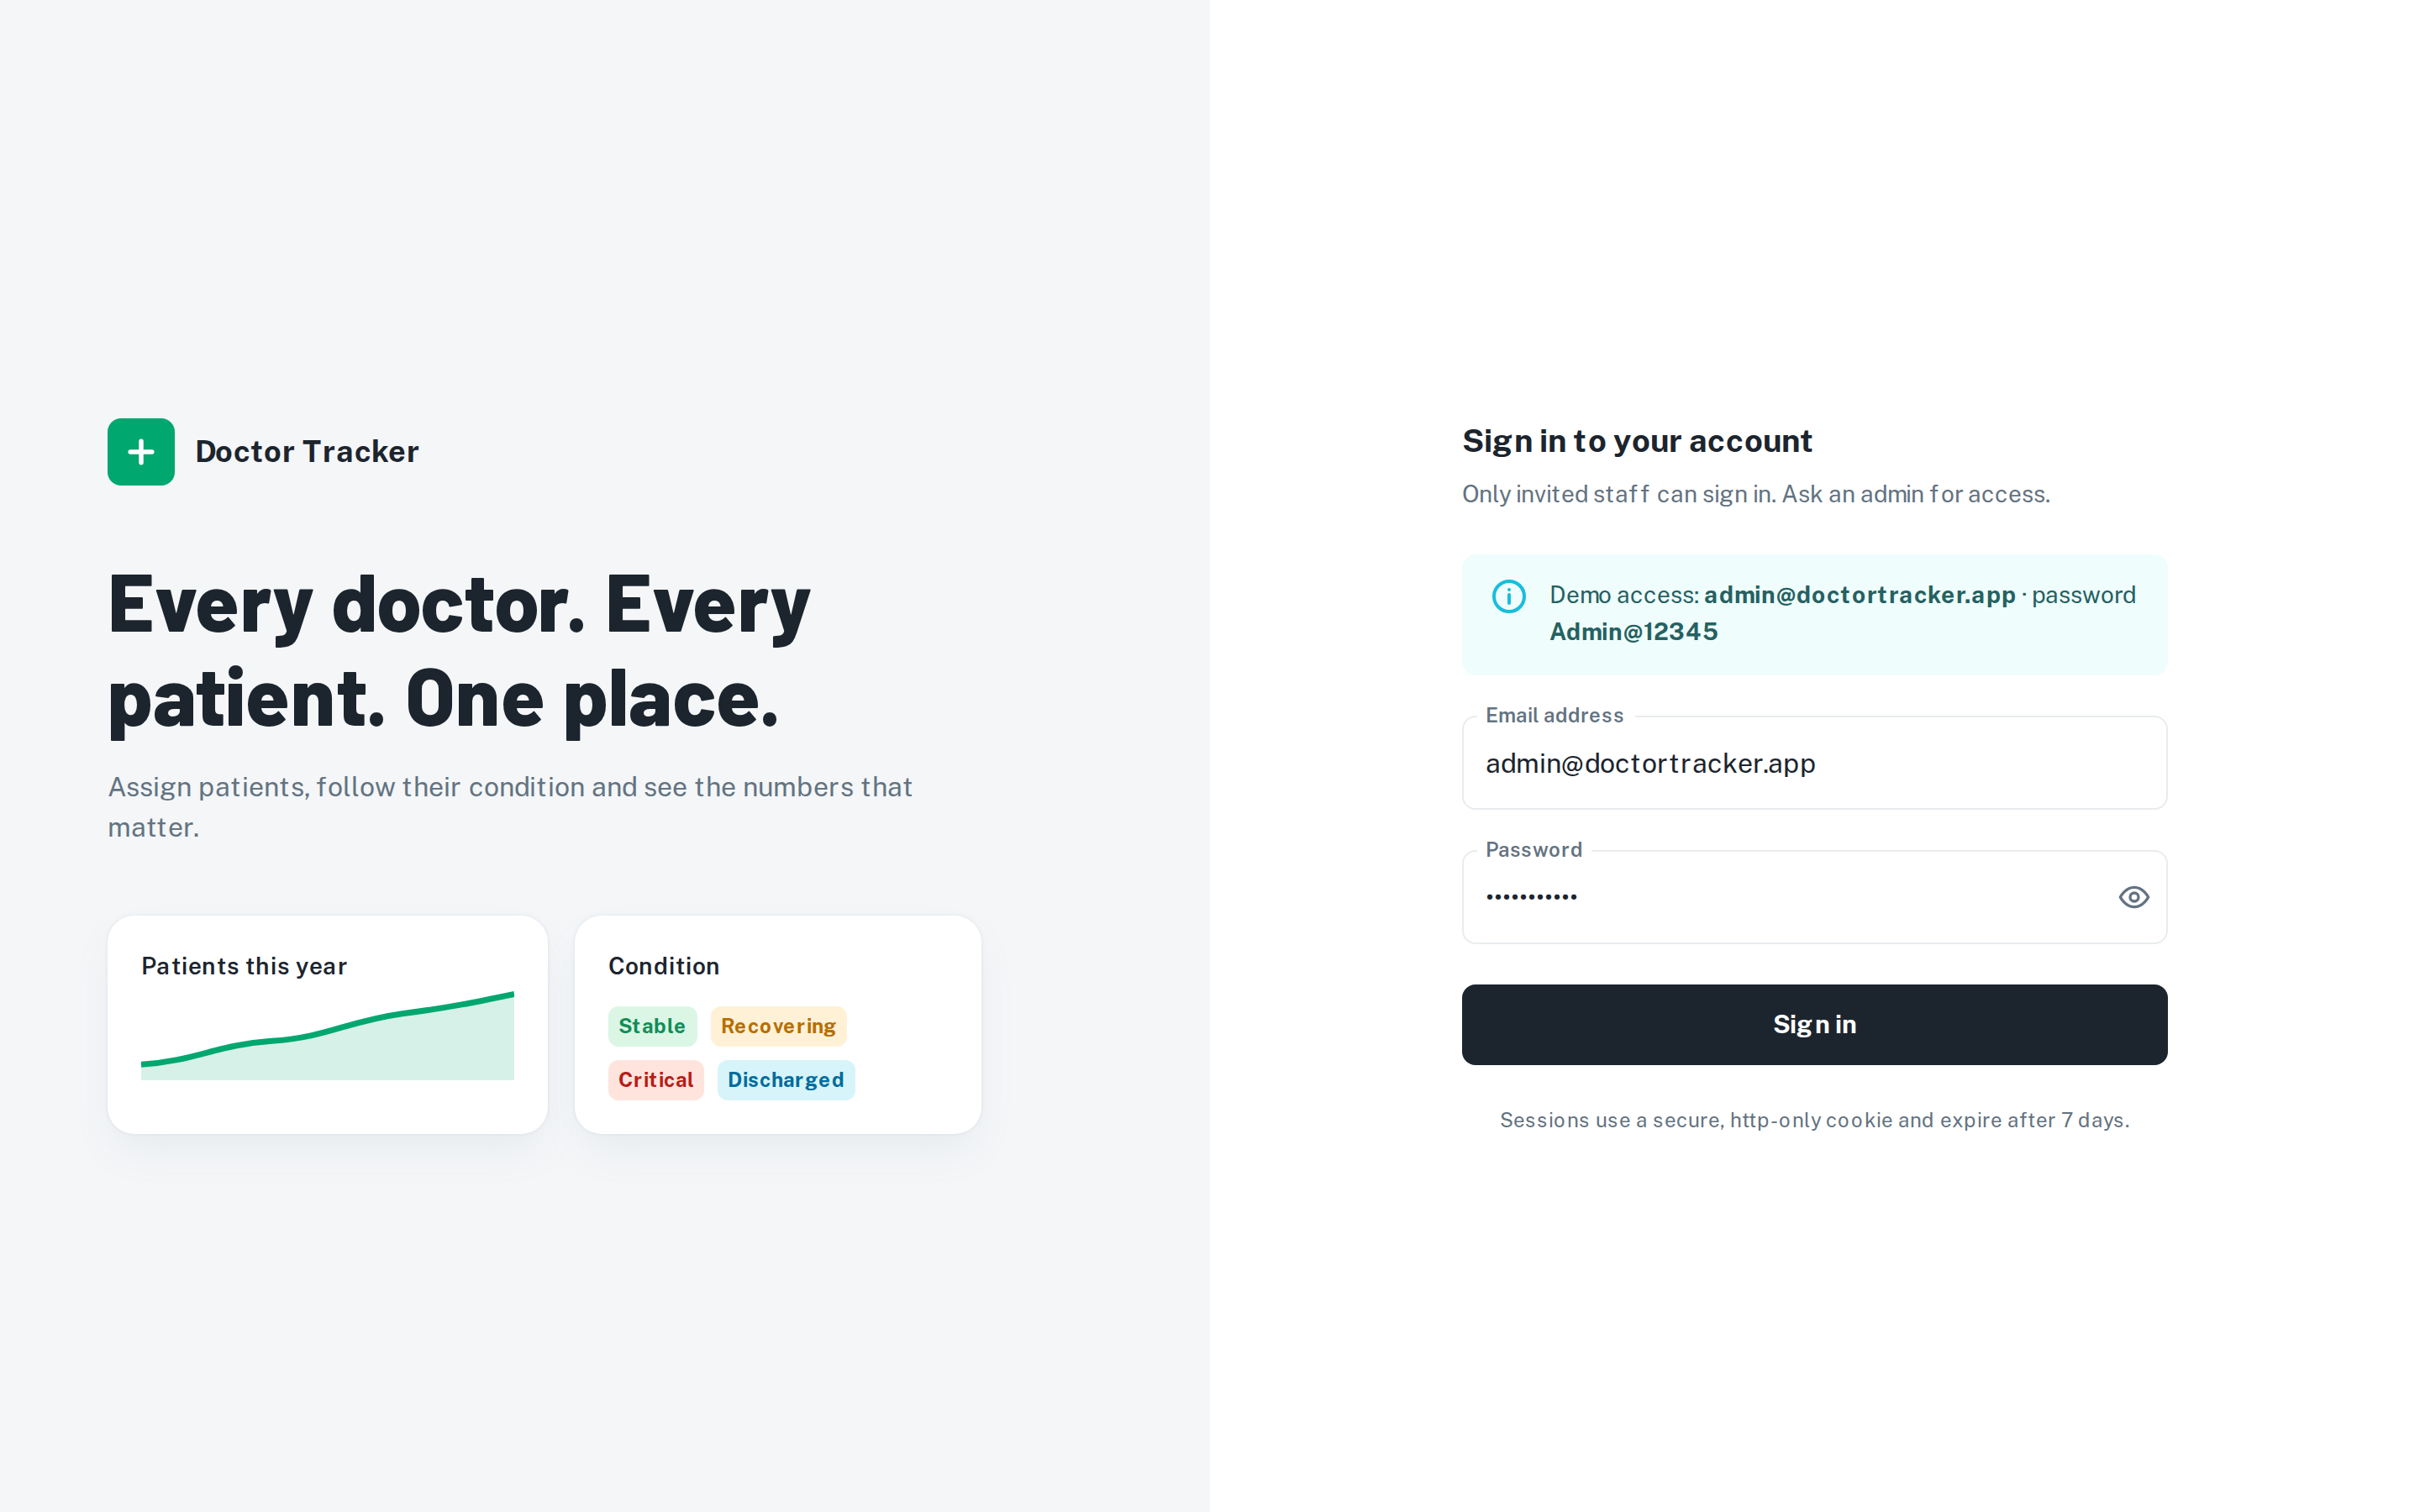 Doctor Tracker
Every doctor. Every
patient. One place.
Assign patients, follow their condition and see the numbers that
matter.
Patients this year
Condition
Stable
Recovering
Critical
Discharged
Sign in to your account
Only invited staff can sign in. Ask an admin for access.
Demo access: admin@doctortracker.app · password
Admin@12345
Email address
admin@doctortracker.app
Password
•••••••••••
Sign in
Sessions use a secure, http-only cookie and expire after 7 days.